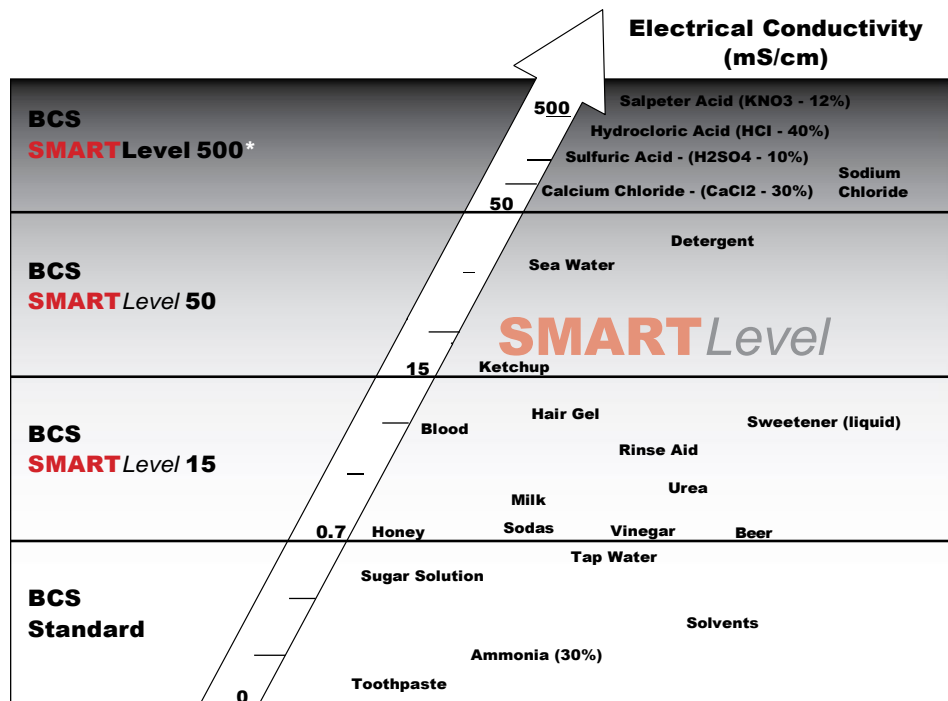 Electrical Conductivity
(mS/cm)
BCS
SMARTLevel 500*
500
Salpeter Acid (KNO3 - 12%)
Hydrocloric Acid (HCl - 40%)
Sulfuric Acid - (H2SO4 - 10%)
Calcium Chloride - (CaCl2 - 30%)
Sodium
Chloride
50
BCS
SMARTLevel 50
Detergent
Sea Water
SMARTLevel
15
Ketchup
BCS
SMARTLevel 15
Blood
Hair Gel
Sweetener (liquid)
Rinse Aid
Urea
Milk
0.7
Honey
Sodas
Vinegar
Beer
BCS
Standard
Tap Water
Sugar Solution
Solvents
Ammonia (30%)
Toothpaste
0